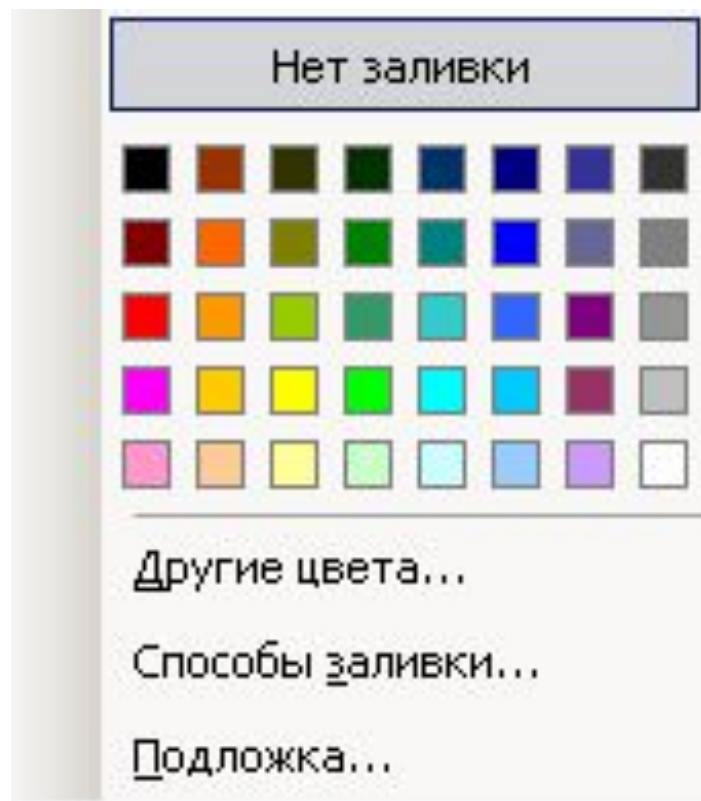 Нет заливки
Другие цвета...
Способы заливки...
Подложка...